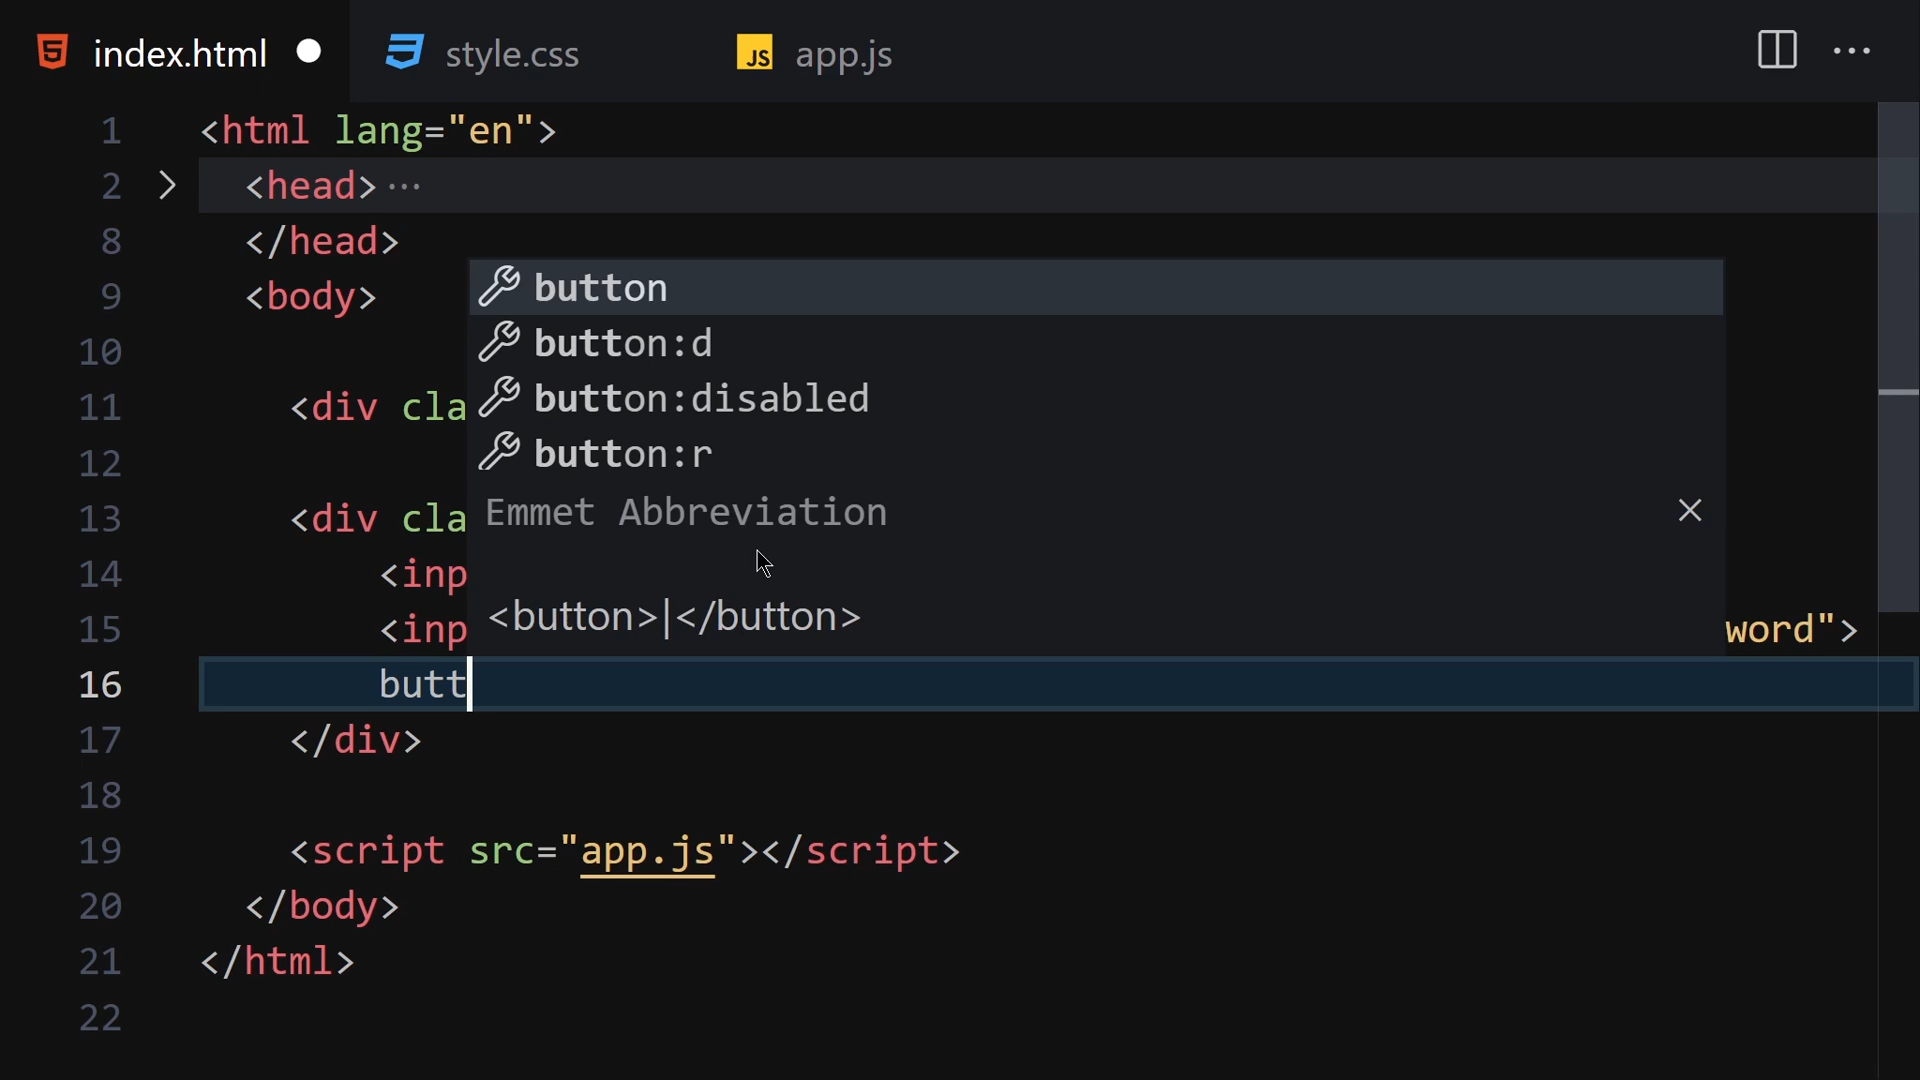 index.html style.css JS app.js
1 <html lang="en">
2 <head>
8 </head>
9 <body>
10
11 <div cla
12
13 <div cla
14 <inp
15 <inp word">
16 butt
17 </div>
18
19 <script src="app.js"></script>
20 </body>
21 </html>
22
button
button:d
button:disabled
button:r
Emmet Abbreviation
<button>|</button>